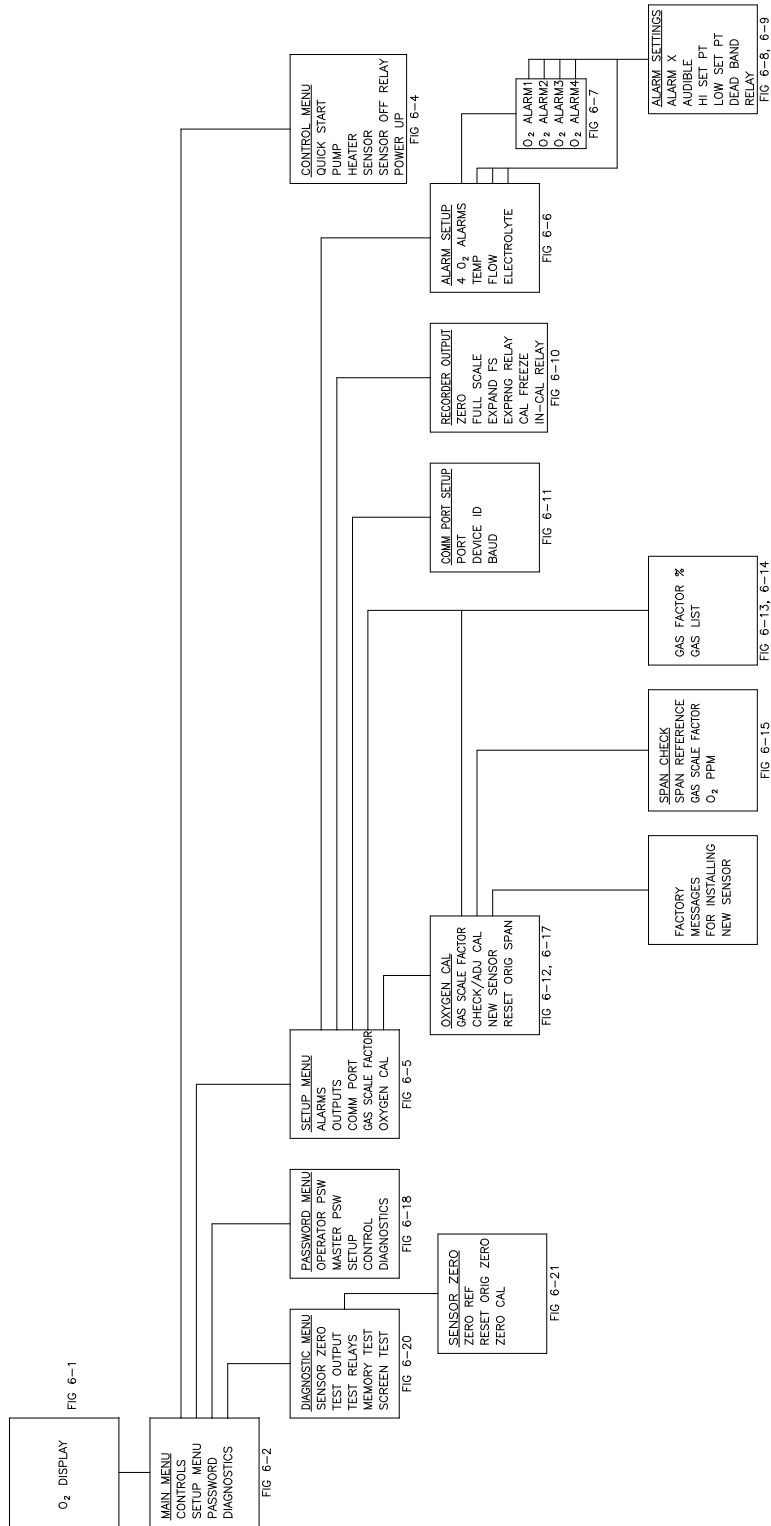 O₂ DISPLAY
FIG 6-1
MAIN MENU
CONTROLS
SETUP MENU
PASSWORD
DIAGNOSTICS
FIG 6-2
DIAGNOSTIC MENU
SENSOR ZERO
TEST OUTPUT
TEST RELAYS
MEMORY TEST
SCREEN TEST
FIG 6-20
SENSOR ZERO
ZERO REF
RESET ORIG ZERO
ZERO CAL
FIG 6-21
PASSWORD MENU
OPERATOR PSW
MASTER PSW
SETUP
CONTROL
DIAGNOSTICS
FIG 6-18
SETUP MENU
ALARMS
OUTPUTS
COMM PORT
GAS SCALE FACTOR
OXYGEN CAL
FIG 6-5
OXYGEN CAL
GAS SCALE FACTOR
CHECK/ADJ CAL
NEW SENSOR
RESET ORIG SPAN
FIG 6-12, 6-17
FACTORY
MESSAGES
FOR INSTALLING
NEW SENSOR
SPAN CHECK
SPAN REFERENCE
GAS SCALE FACTOR
O₂ PPM
FIG 6-15
GAS FACTOR %
GAS LIST
FIG 6-13, 6-14
COMM PORT SETUP
PORT
DEVICE ID
BAUD
FIG 6-11
RECORDER OUTPUT
ZERO
FULL SCALE
EXPAND FS
EXPRNG RELAY
CAL FREEZE
IN-CAL RELAY
FIG 6-10
ALARM SETUP
4 O₂ ALARMS
TEMP
FLOW
ELECTROLYTE
FIG 6-6
O₂ ALARM1
O₂ ALARM2
O₂ ALARM3
O₂ ALARM4
FIG 6-7
ALARM SETTINGS
ALARM X
AUDIBLE
HI SET PT
LOW SET PT
DEAD BAND
RELAY
FIG 6-8, 6-9
CONTROL MENU
QUICK START
PUMP
HEATER
SENSOR
SENSOR OFF RELAY
POWER UP
FIG 6-4